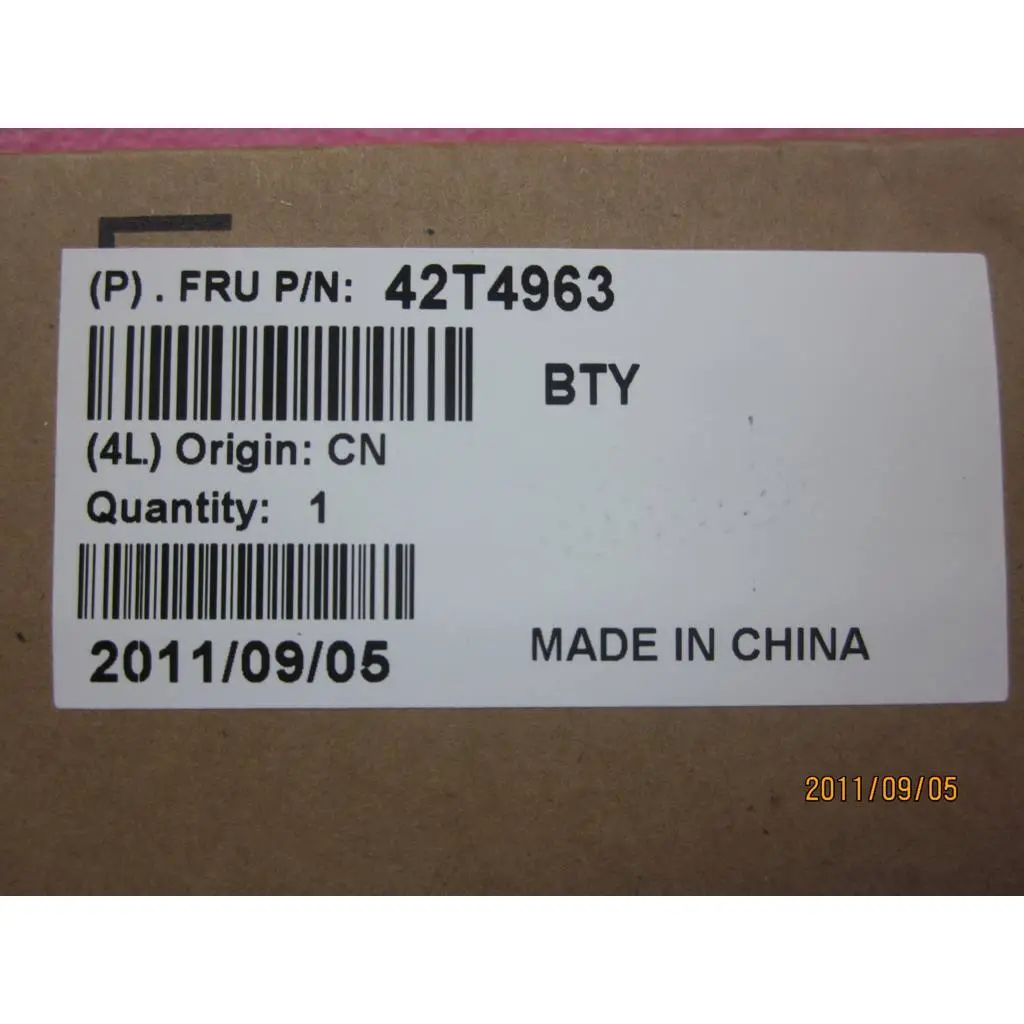 (P) . FRU P/N: 42T4963
BTY
(4L.) Origin: CN
Quantity: 1
2011/09/05
MADE IN CHINA
2011/09/05